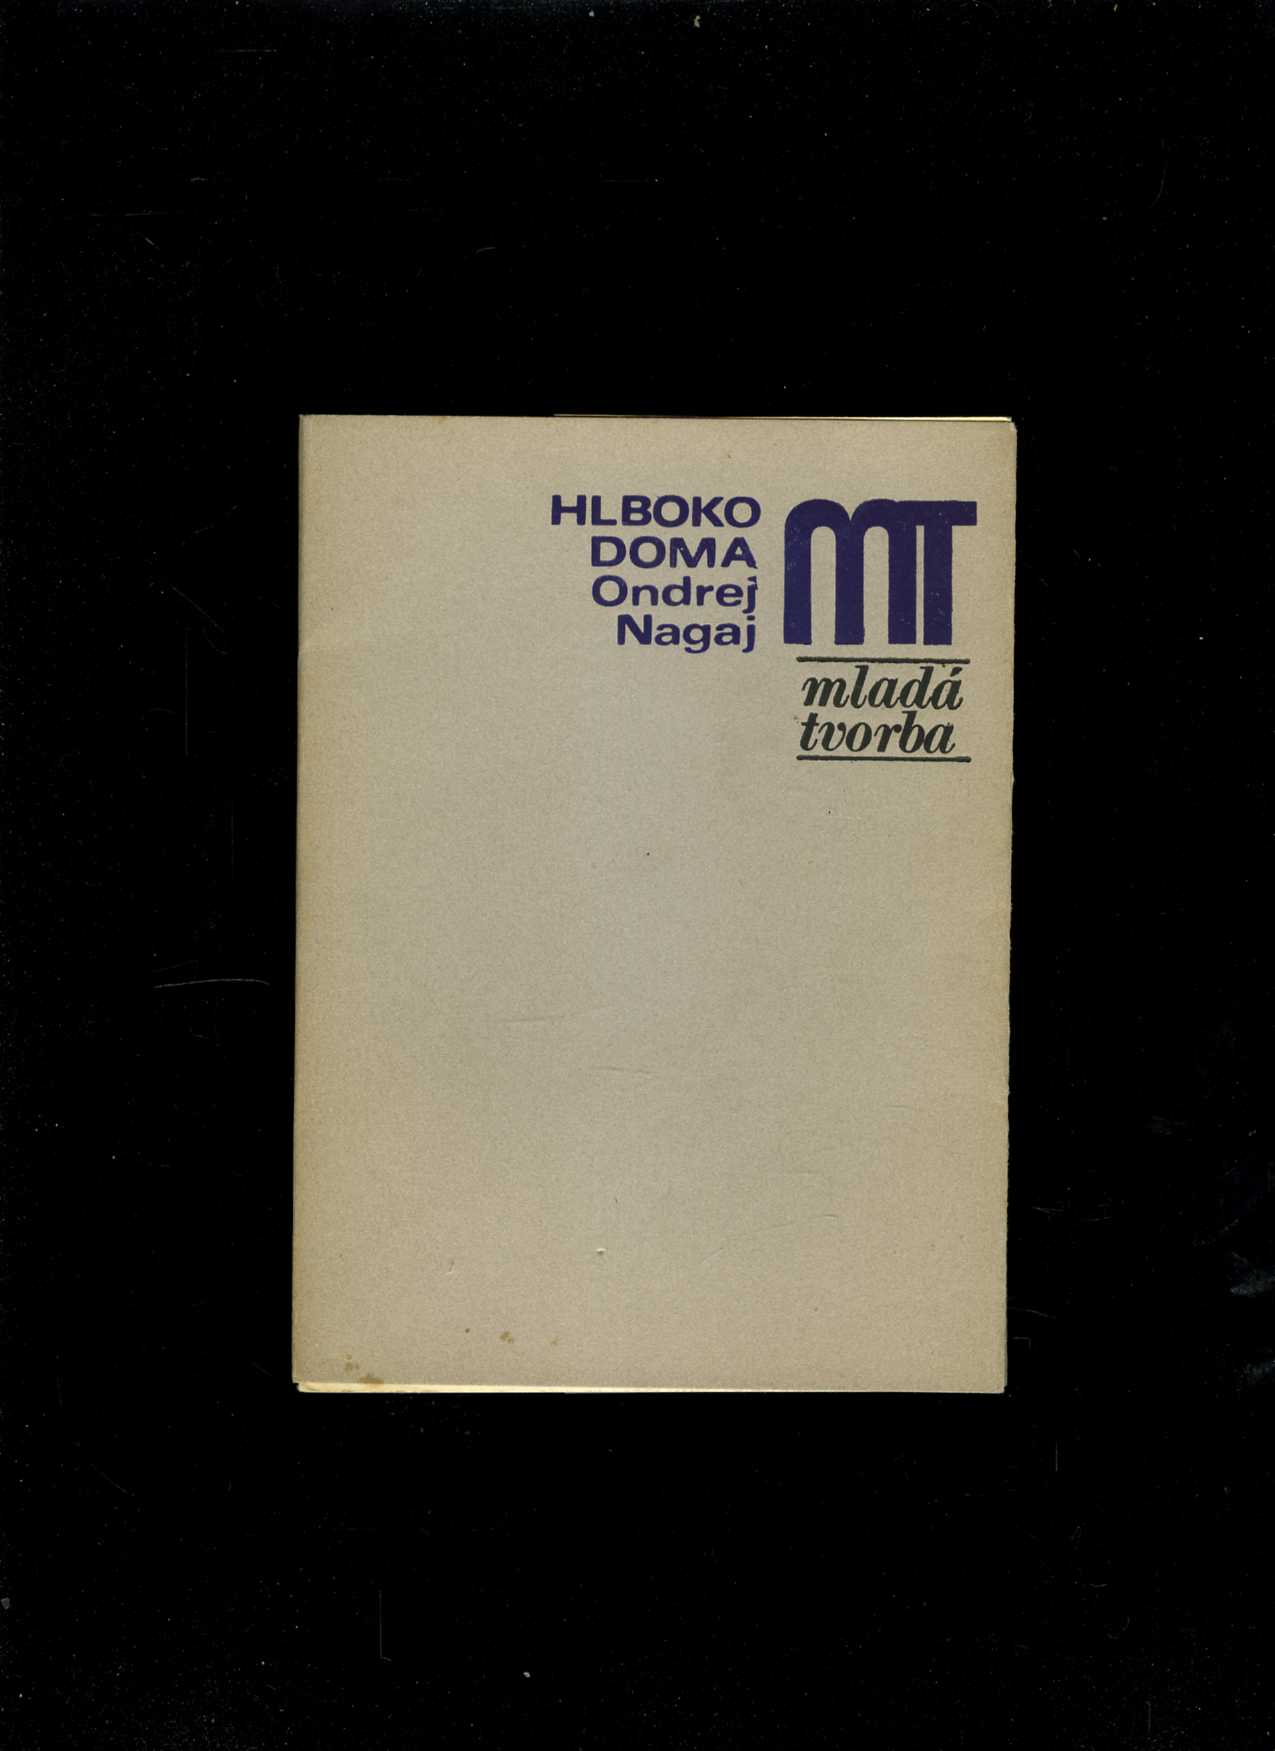 HLBOKO
DOMA
Ondrej
Nagaj
MT
mladá
tvorba